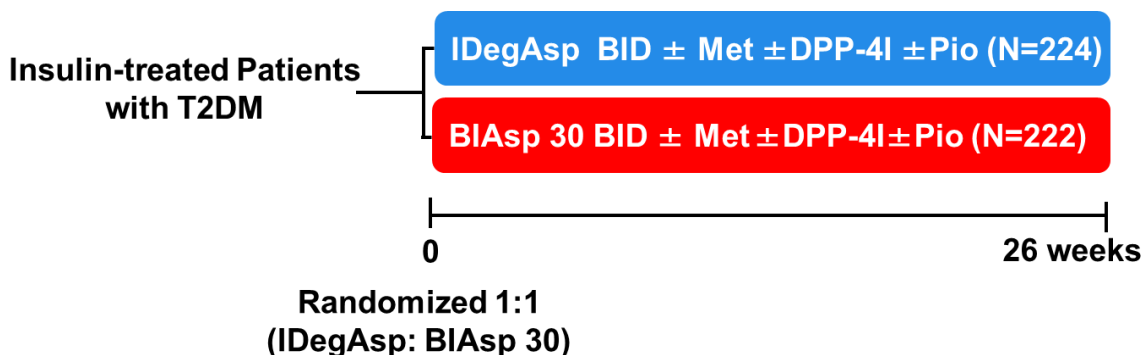 IDegAsp BID ± Met ±DPP-4I ±Pio (N=224)
Insulin-treated Patients
with T2DM
BIAsp 30 BID ± Met ±DPP-4I±Pio (N=222)
0
26 weeks
Randomized 1:1
(IDegAsp: BIAsp 30)